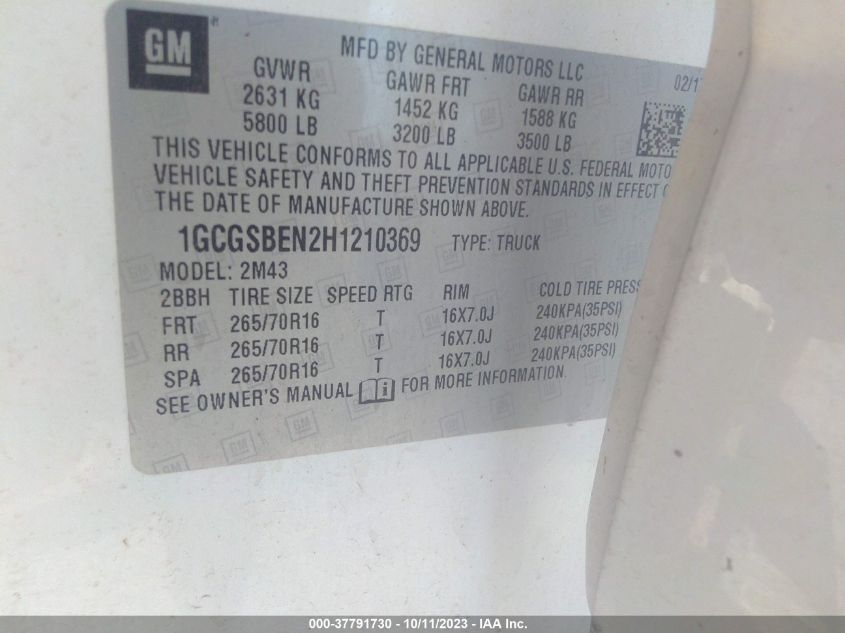 GM
MFD BY GENERAL MOTORS LLC
GVWR GAWR FRT GAWR RR 02/1
2631 KG 1452 KG 1588 KG
5800 LB 3200 LB 3500 LB
THIS VEHICLE CONFORMS TO ALL APPLICABLE U.S. FEDERAL MOTO
VEHICLE SAFETY AND THEFT PREVENTION STANDARDS IN EFFECT
THE DATE OF MANUFACTURE SHOWN ABOVE.
1GCGSBEN2H1210369 TYPE: TRUCK
MODEL: 2M43
2BBH TIRE SIZE SPEED RTG RIM COLD TIRE PRESS
FRT 265/70R16 T 16X7.0J 240KPA(35PSI)
RR 265/70R16 T 16X7.0J 240KPA(35PSI)
SPA 265/70R16 T 16X7.0J 240KPA(35PSI)
SEE OWNER'S MANUAL i FOR MORE INFORMATION.
000-37791730 - 10/11/2023 - IAA Inc.